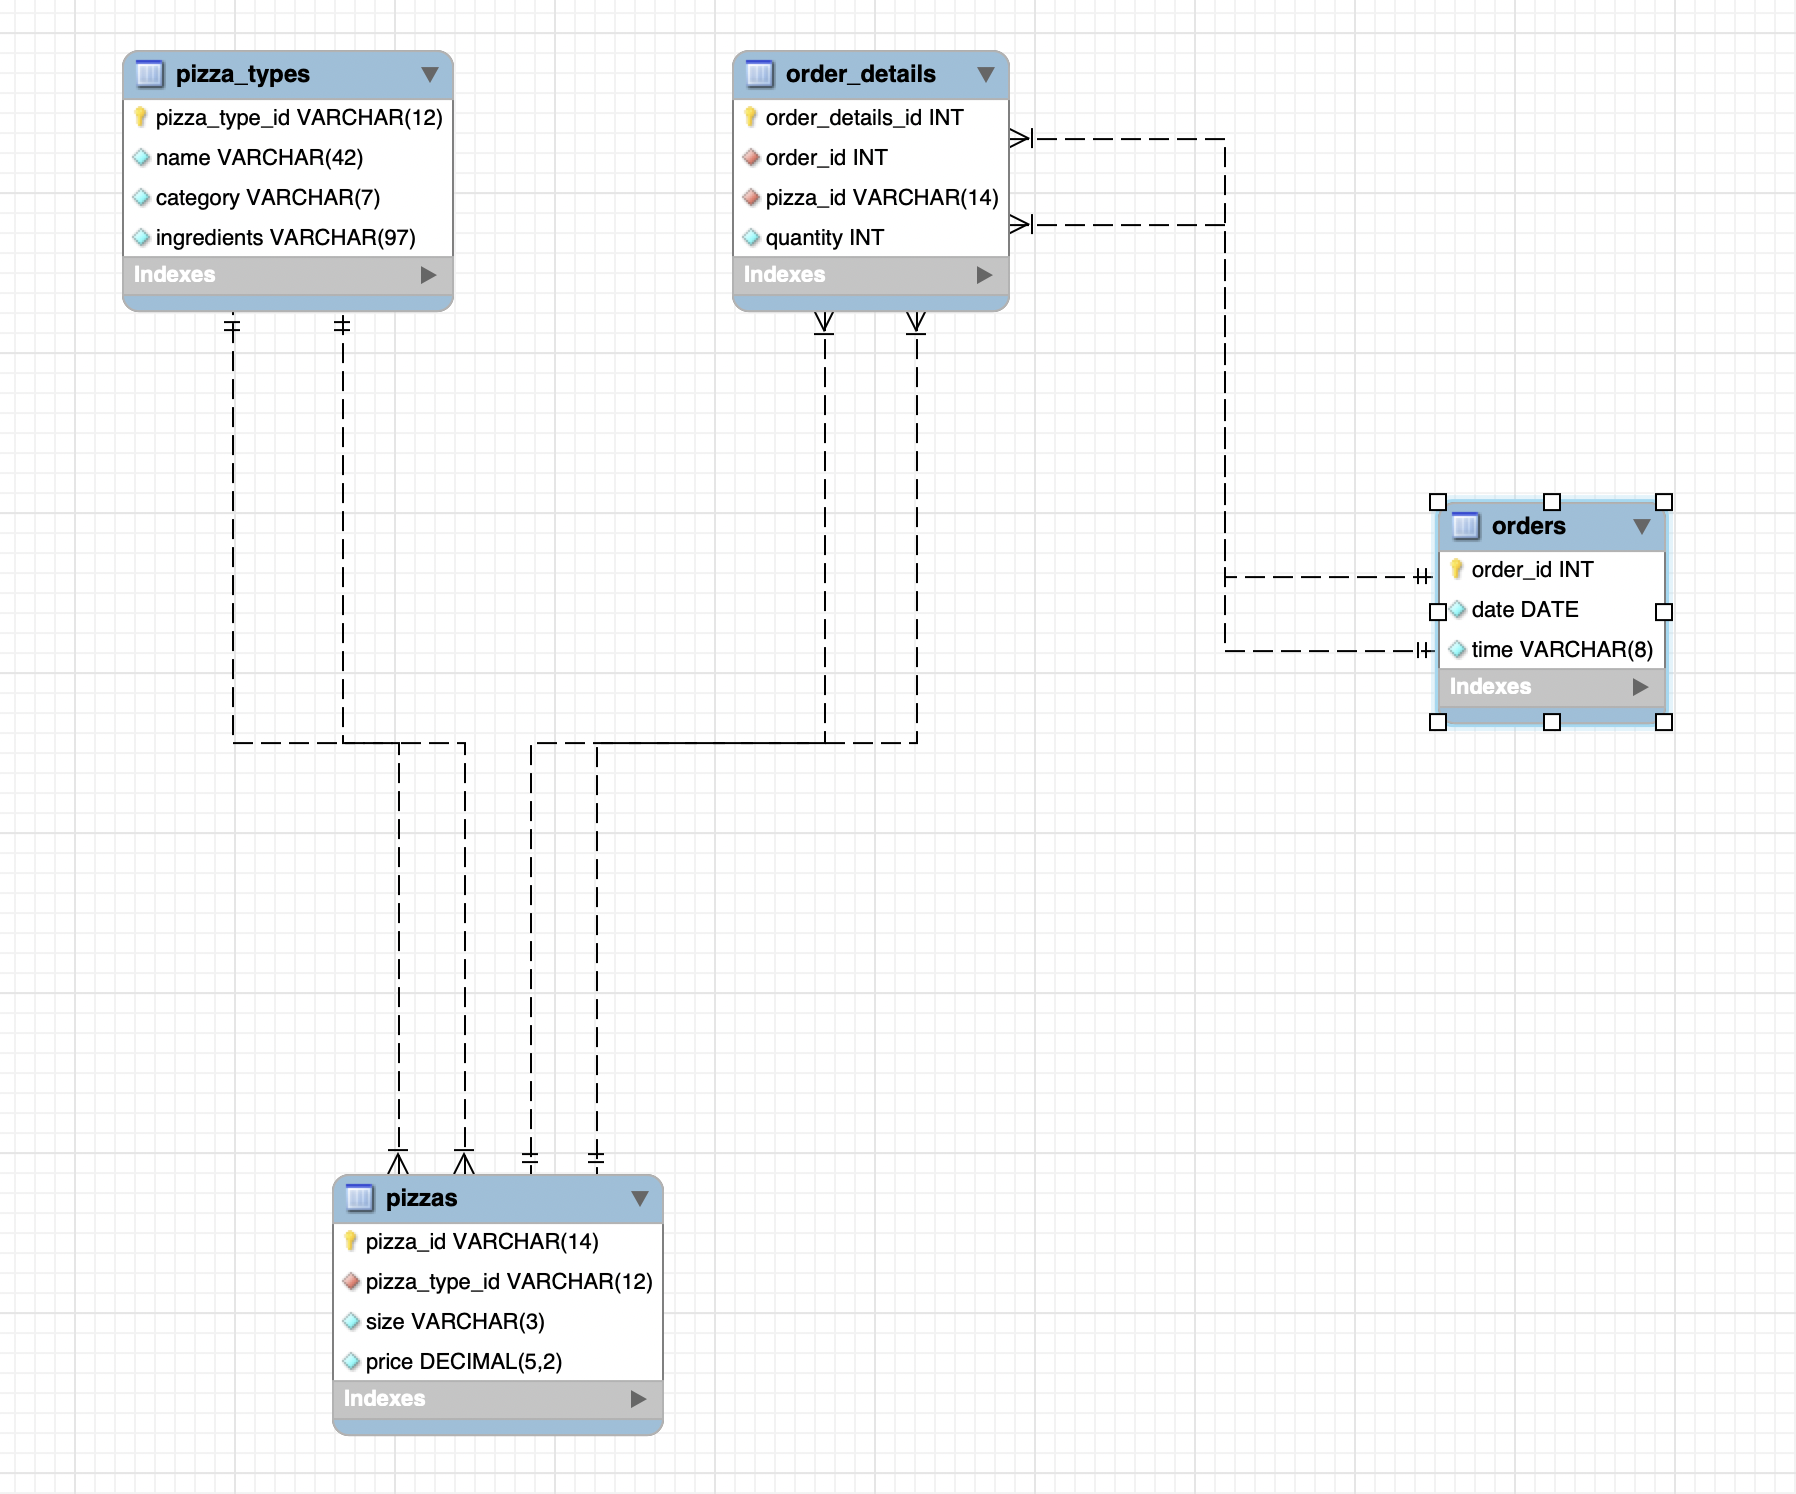 pizza_types
pizza_type_id VARCHAR(12)
name VARCHAR(42)
category VARCHAR(7)
ingredients VARCHAR(97)
Indexes
order_details
order_details_id INT
order_id INT
pizza_id VARCHAR(14)
quantity INT
Indexes
orders
order_id INT
date DATE
time VARCHAR(8)
Indexes
pizzas
pizza_id VARCHAR(14)
pizza_type_id VARCHAR(12)
size VARCHAR(3)
price DECIMAL(5,2)
Indexes